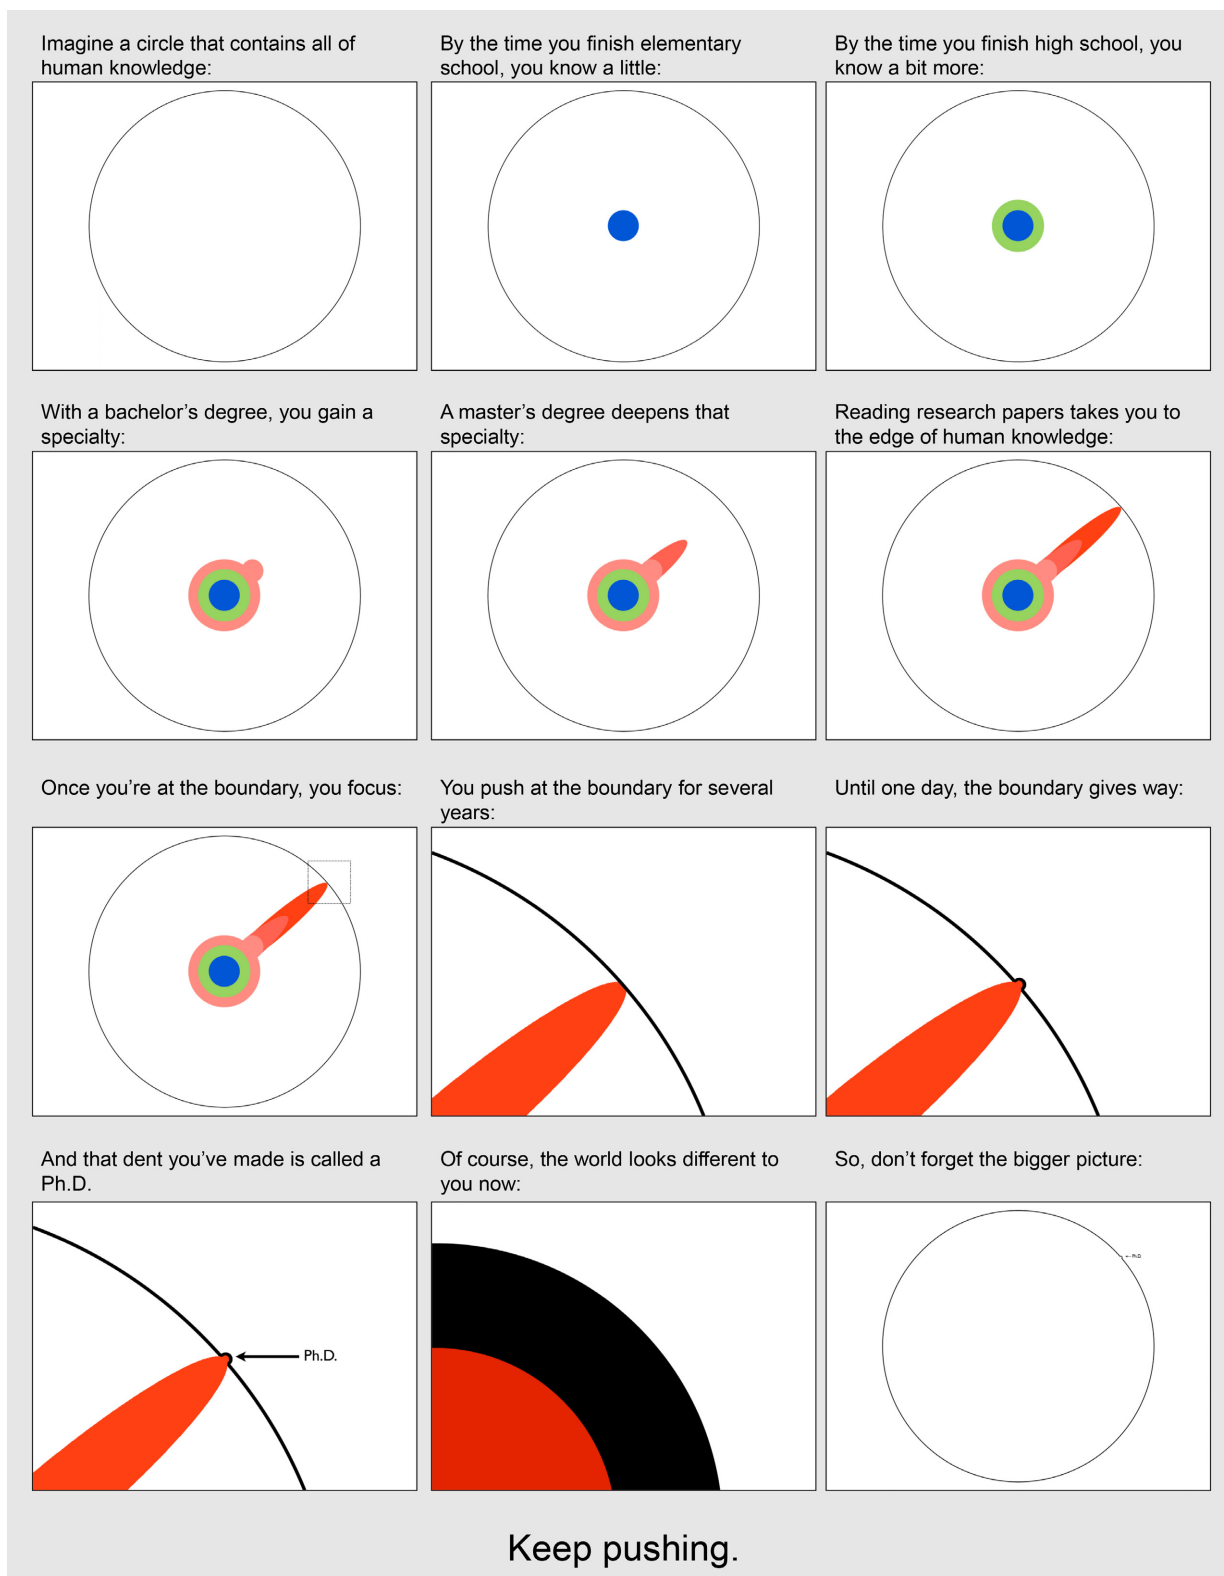 Imagine a circle that contains all of
human knowledge:
By the time you finish elementary
school, you know a little:
By the time you finish high school, you
know a bit more:
With a bachelor’s degree, you gain a
specialty:
A master’s degree deepens that
specialty:
Reading research papers takes you to
the edge of human knowledge:
Once you’re at the boundary, you focus:
You push at the boundary for several
years:
Until one day, the boundary gives way:
And that dent you’ve made is called a
Ph.D.
Ph.D.
Of course, the world looks different to
you now:
So, don’t forget the bigger picture:
Ph.D
Keep pushing.